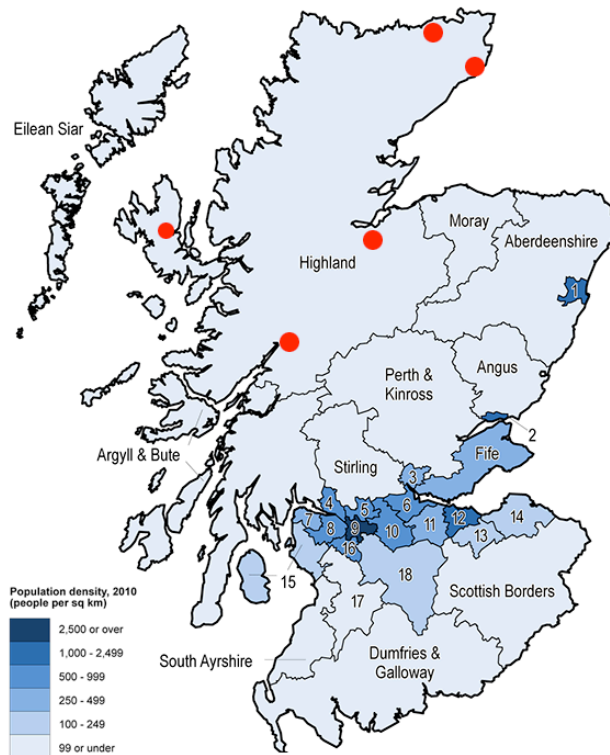 Eilean Siar
Moray
Aberdeenshire
Highland
1
Angus
Perth &
Kinross
2
Argyll & Bute
Fife
Stirling
3
4
5
6
7
8
9
10
11
12
13
14
15
16
17
18
Scottish Borders
South Ayrshire
Dumfries &
Galloway
Population density, 2010
(people per sq km)
2,500 or over
1,000 - 2,499
500 - 999
250 - 499
100 - 249
99 or under